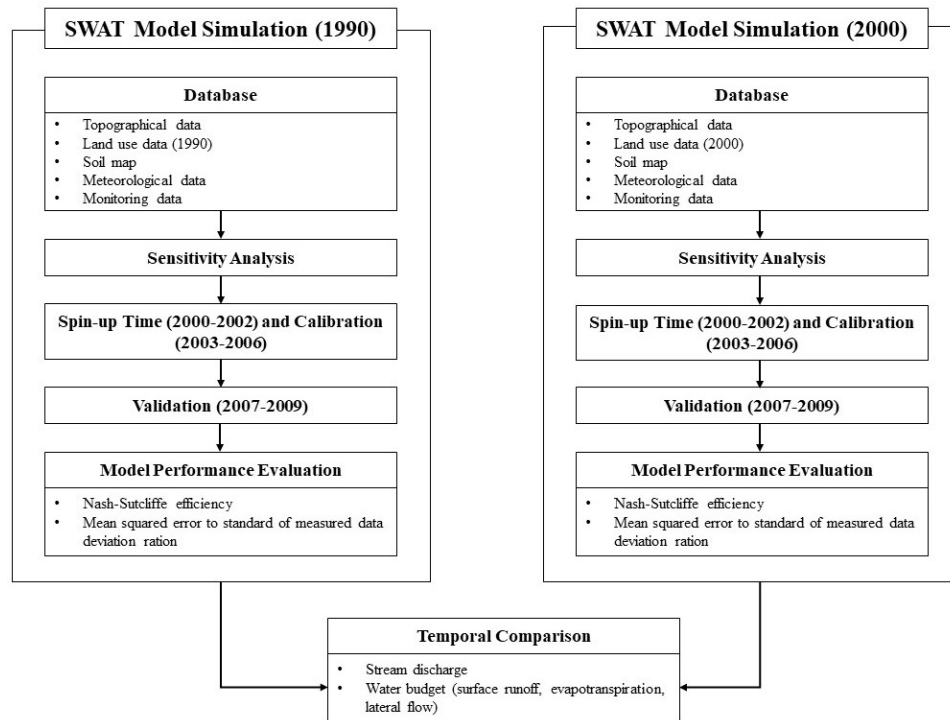 SWAT Model Simulation (1990)
Database
• Topographical data
• Land use data (1990)
• Soil map
• Meteorological data
• Monitoring data
Sensitivity Analysis
Spin-up Time (2000-2002) and Calibration
(2003-2006)
Validation (2007-2009)
Model Performance Evaluation
• Nash-Sutcliffe efficiency
• Mean squared error to standard of measured data
deviation ration
SWAT Model Simulation (2000)
Database
• Topographical data
• Land use data (2000)
• Soil map
• Meteorological data
• Monitoring data
Sensitivity Analysis
Spin-up Time (2000-2002) and Calibration
(2003-2006)
Validation (2007-2009)
Model Performance Evaluation
• Nash-Sutcliffe efficiency
• Mean squared error to standard of measured data
deviation ration
Temporal Comparison
• Stream discharge
• Water budget (surface runoff, evapotranspiration,
lateral flow)